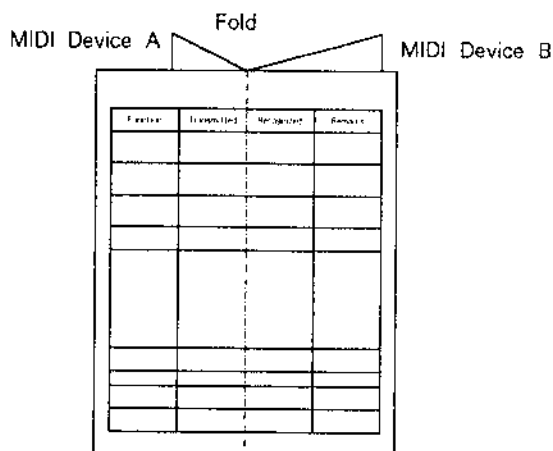 Fold
MIDI Device A
MIDI Device B
Function Transmitted Recognized Remarks